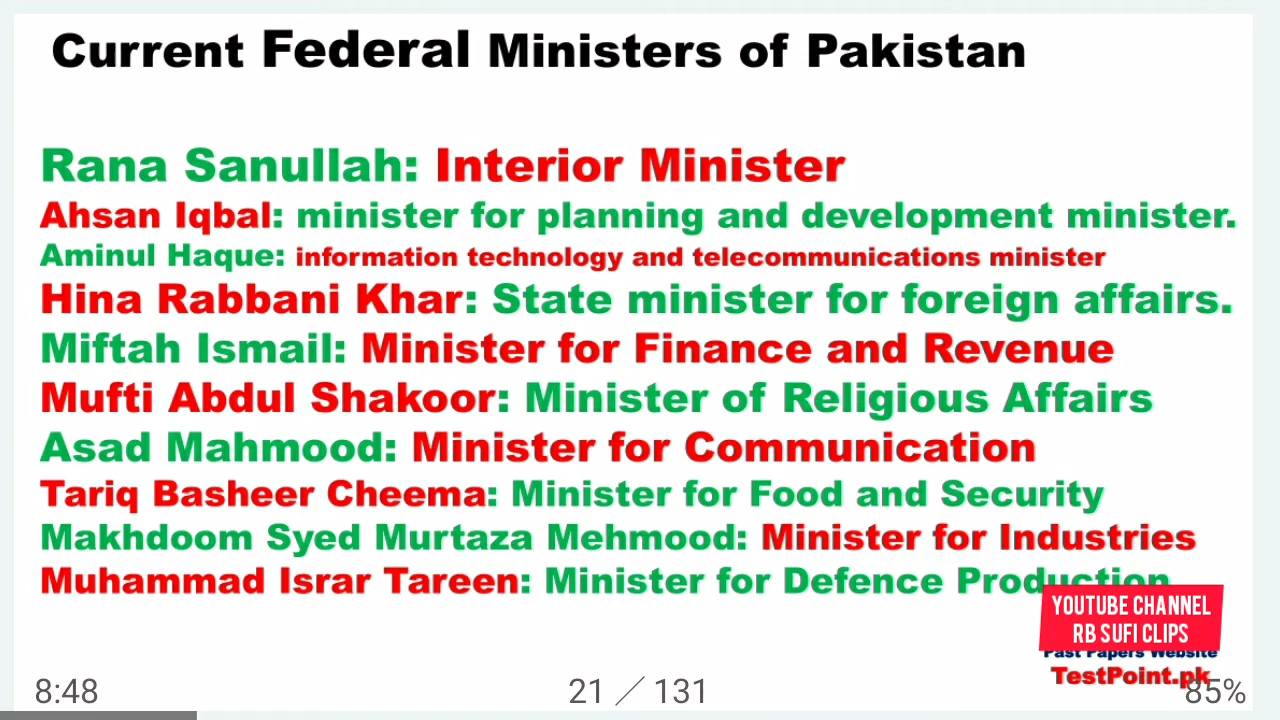 Current Federal Ministers of Pakistan
Rana Sanullah: Interior Minister
Ahsan Iqbal: minister for planning and development minister.
Aminul Haque: information technology and telecommunications minister
Hina Rabbani Khar: State minister for foreign affairs.
Miftah Ismail: Minister for Finance and Revenue
Mufti Abdul Shakoor: Minister of Religious Affairs
Asad Mahmood: Minister for Communication
Tariq Basheer Cheema: Minister for Food and Security
Makhdoom Syed Murtaza Mehmood: Minister for Industries
Muhammad Israr Tareen: Minister for Defence Production
YOUTUBE CHANNEL
RB SUFI CLIPS
Past Papers Website
TestPoint.pk
8:48 21 / 131 85%